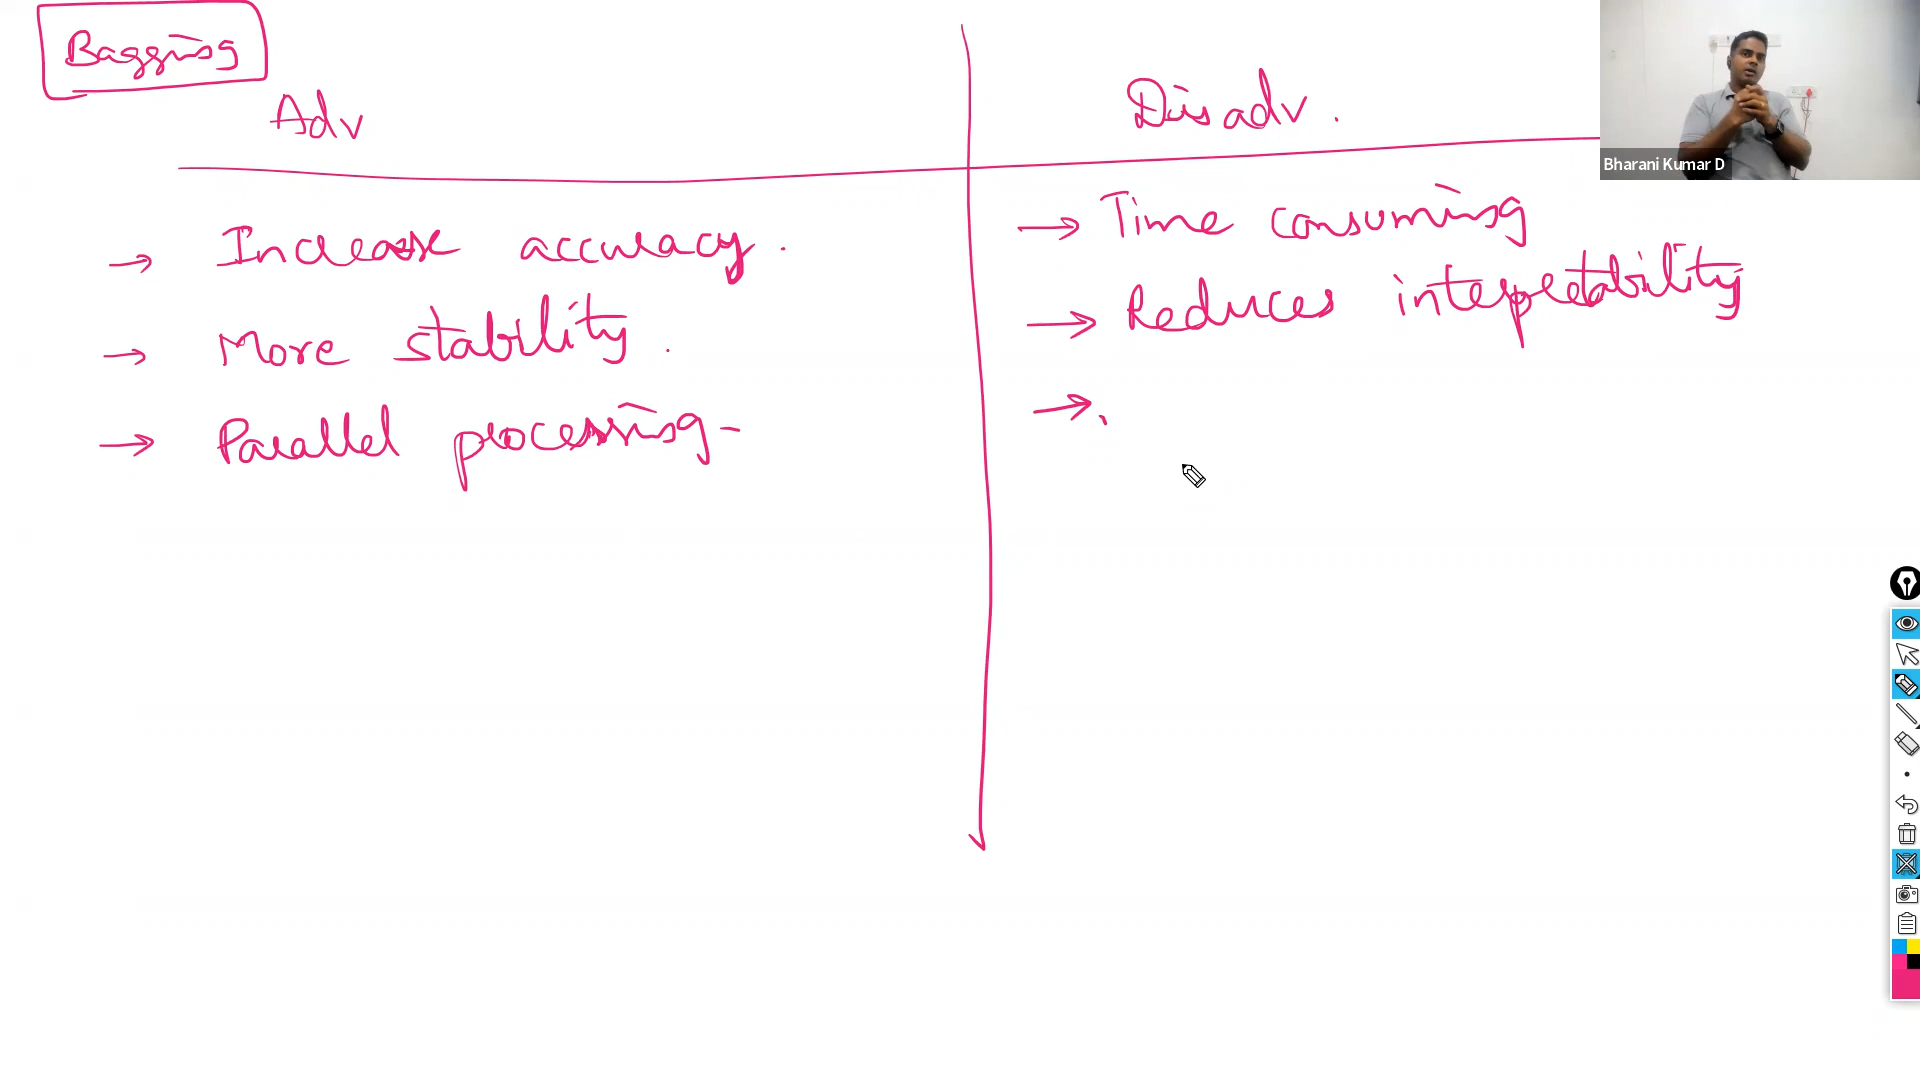 Bagging
Adv
Disadv.
→ Increase accuracy.
→ More stability.
→ Parallel processing-
→ Time consuming
→ Reduces interpretability
→
Bharani Kumar D